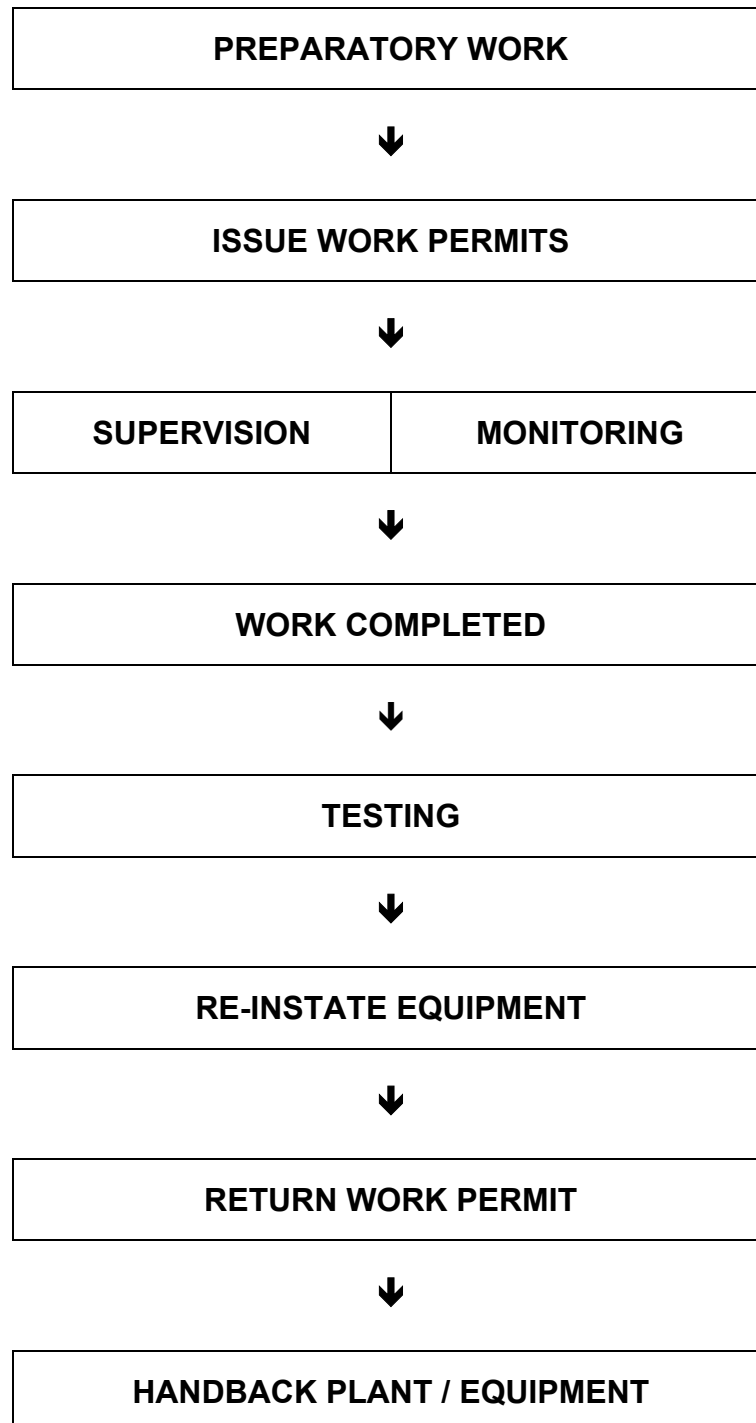 PREPARATORY WORK
ISSUE WORK PERMITS
SUPERVISION MONITORING
WORK COMPLETED
TESTING
RE-INSTATE EQUIPMENT
RETURN WORK PERMIT
HANDBACK PLANT / EQUIPMENT